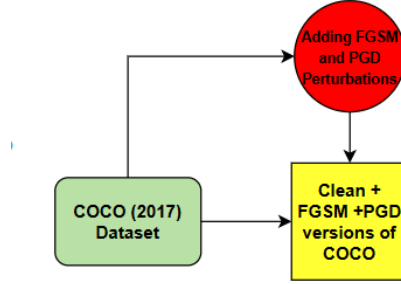 Adding FGSM
and PGD
Perturbations
COCO (2017)
Dataset
Clean +
FGSM +PGD
versions of
COCO